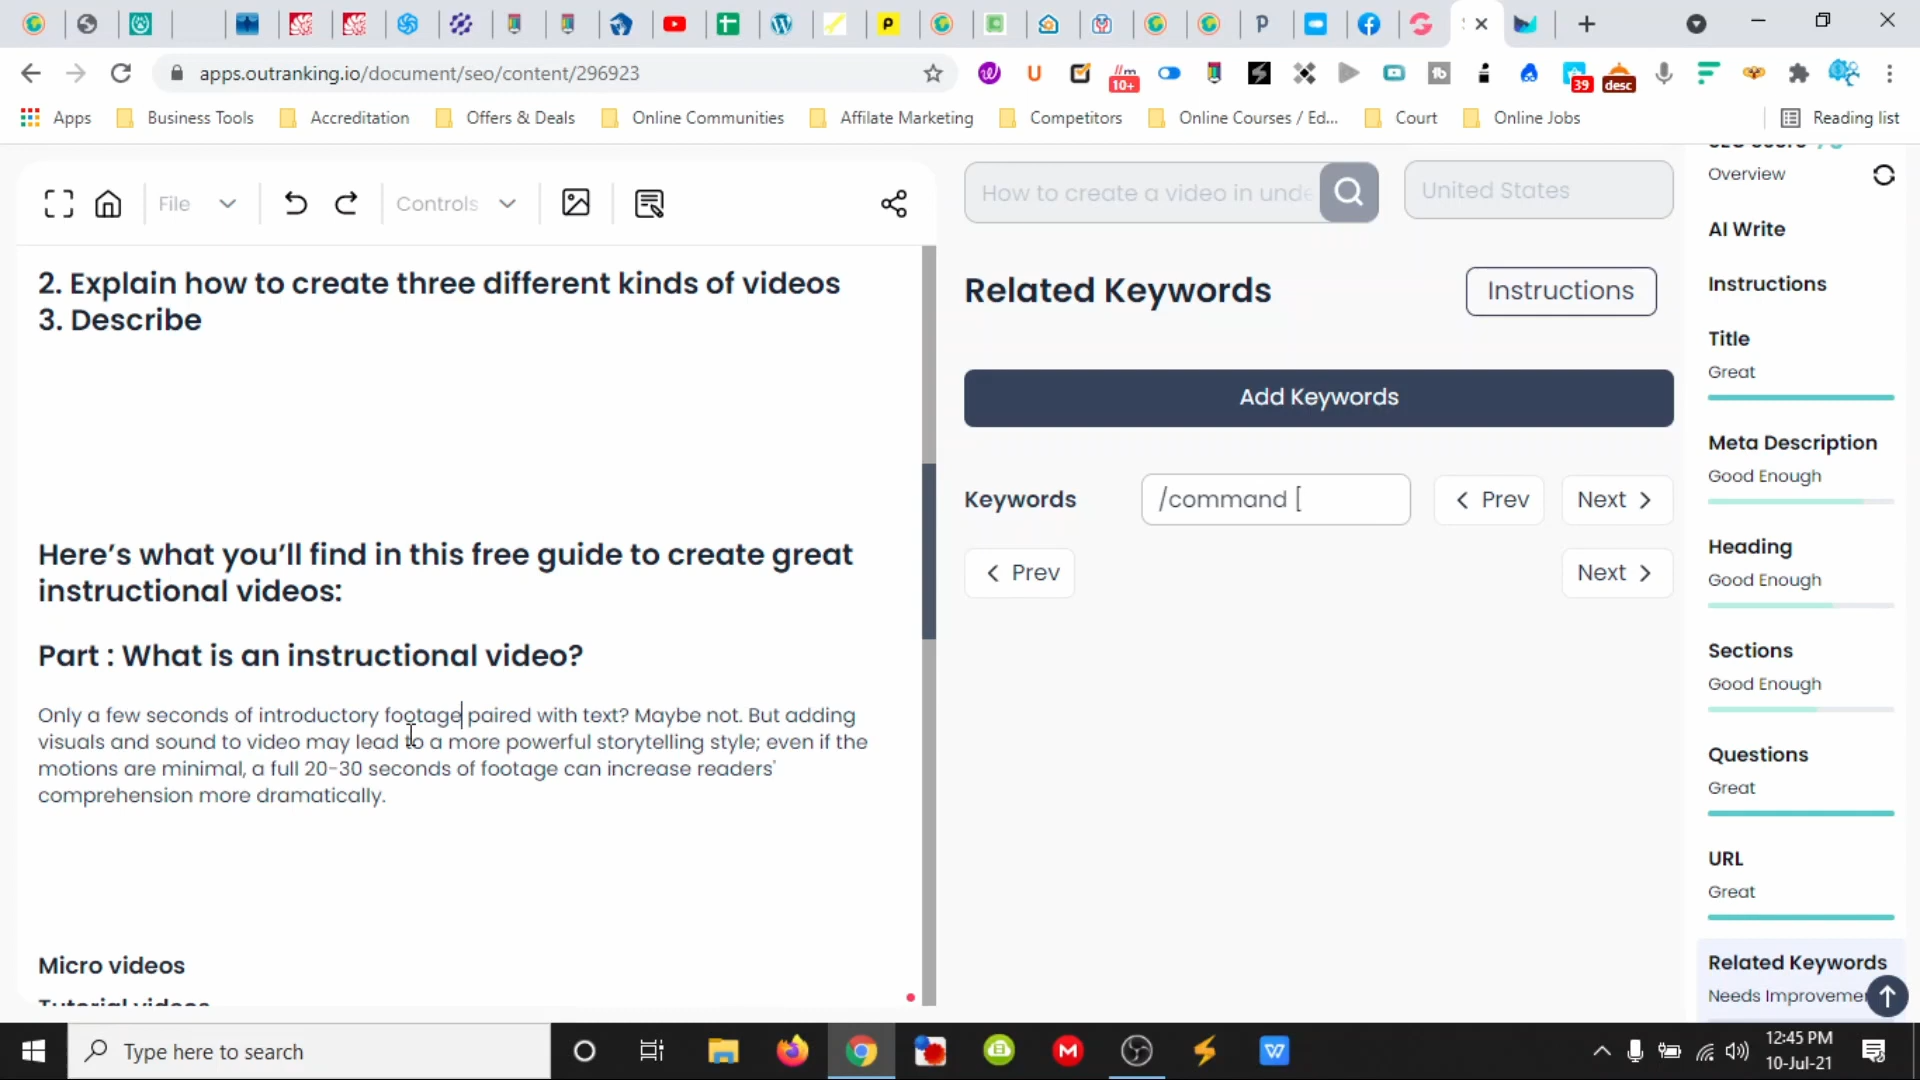 apps.outranking.io/document/seo/content/296923
10+
39
desc
Apps
Business Tools
Accreditation
Offers & Deals
Online Communities
Affilate Marketing
Competitors
Online Courses / Ed...
Court
Online Jobs
Reading list
File
Controls
2. Explain how to create three different kinds of videos
3. Describe
Here's what you'll find in this free guide to create great
instructional videos:
Part : What is an instructional video?
Only a few seconds of introductory footage paired with text? Maybe not. But adding
visuals and sound to video may lead to a more powerful storytelling style; even if the
motions are minimal, a full 20-30 seconds of footage can increase readers'
comprehension more dramatically.
Micro videos
Tutorial videos
How to create a video in unde
United States
Related Keywords
Instructions
Add Keywords
Keywords
/command [
Prev
Next
Prev
Next
Overview
AI Write
Instructions
Title
Great
Meta Description
Good Enough
Heading
Good Enough
Sections
Good Enough
Questions
Great
URL
Great
Related Keywords
Needs Improveme
Type here to search
12:45 PM
10-Jul-21